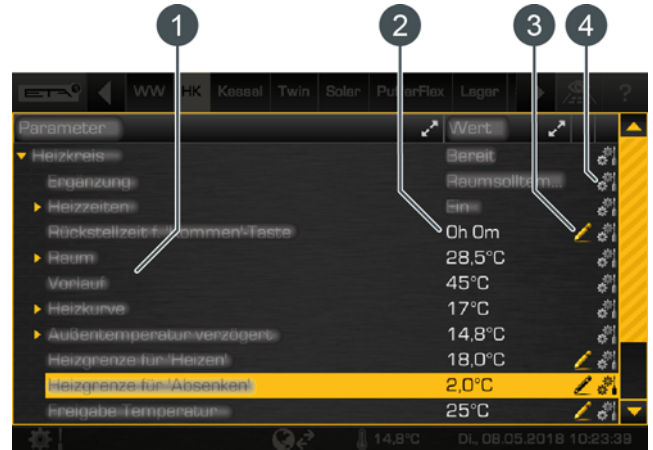 1 2 3 4
ETA WW HK Kessel Twin Solar PufferFlex Lager ?
Parameter Wert
Heizkreis Bereit
Ergänzung Raumsolltem...
Heizzeiten Ein
Rückstellzeit f. 'Kommen'-Taste 0h 0m
Raum 28,5°C
Vorlauf 45°C
Heizkurve 17°C
Außentemperatur verzögert 14,8°C
Heizgrenze für 'Heizen' 18,0°C
Heizgrenze für 'Absenken' 2,0°C
Freigabe Temperatur 25°C
14,8°C Di., 08.05.2018 10:23:39